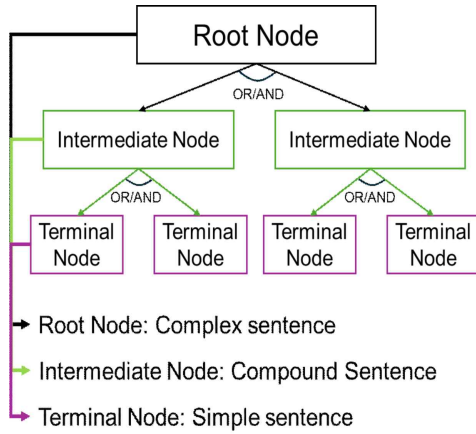 Root Node
OR/AND
Intermediate Node
Intermediate Node
OR/AND
OR/AND
Terminal Node
Terminal Node
Terminal Node
Terminal Node
Root Node: Complex sentence
Intermediate Node: Compound Sentence
Terminal Node: Simple sentence